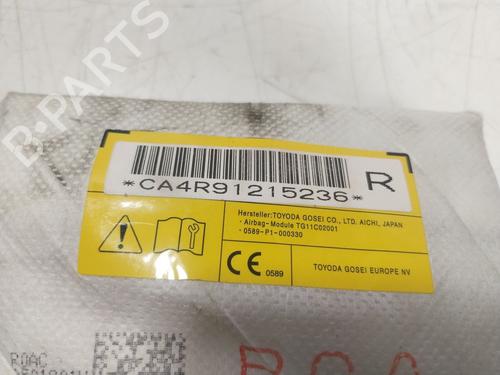 B-PARTS
*CA4R91215236*
R
Hersteller:TOYODA GOSEI CO., LTD. AICHI, JAPAN
· Airbag-Module TG11C02001
· 0589-P1-000330
CE 0589
TOYODA GOSEI EUROPE NV
ROAC